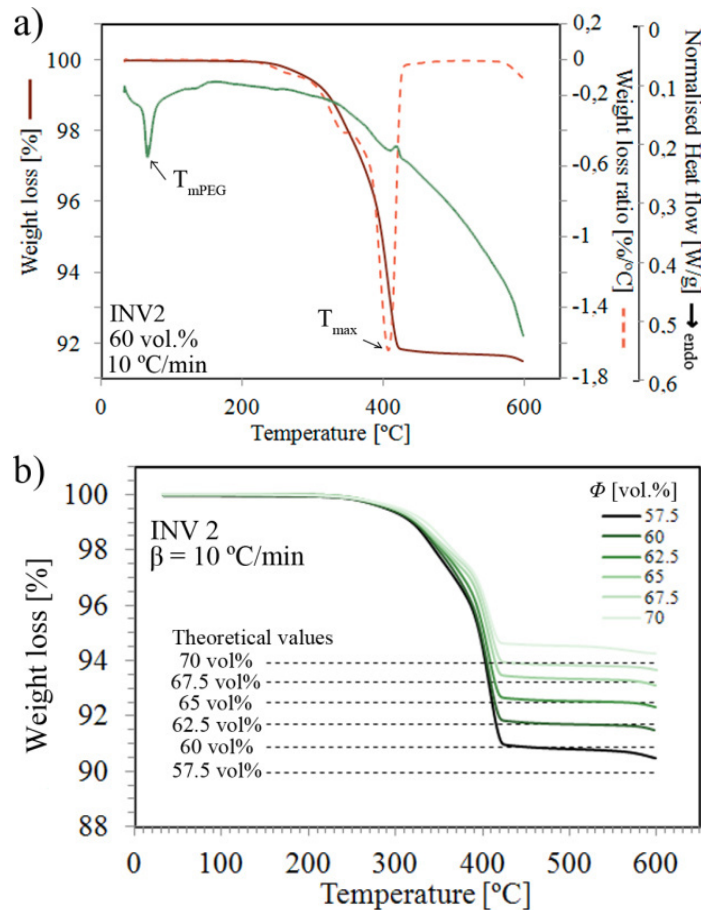 a)
Weight loss [%]
100
98
96
94
92
0
200
400
600
Temperature [ºC]
T_mPEG
T_max
INV2
60 vol.%
10 ºC/min
0,2
0
-0,2
-0,6
-1
-1,4
-1,8
Weight loss ratio [%/ºC]
0
0.1
0.2
0,3
0.4
0.5
0.6
Normalised Heat flow [W/g]
endo
b)
Weight loss [%]
100
98
96
94
92
90
88
0
100
200
300
400
500
600
Temperature [ºC]
INV 2
β = 10 ºC/min
Φ [vol.%]
57.5
60
62.5
65
67.5
70
Theoretical values
70 vol%
67.5 vol%
65 vol%
62.5 vol%
60 vol%
57.5 vol%